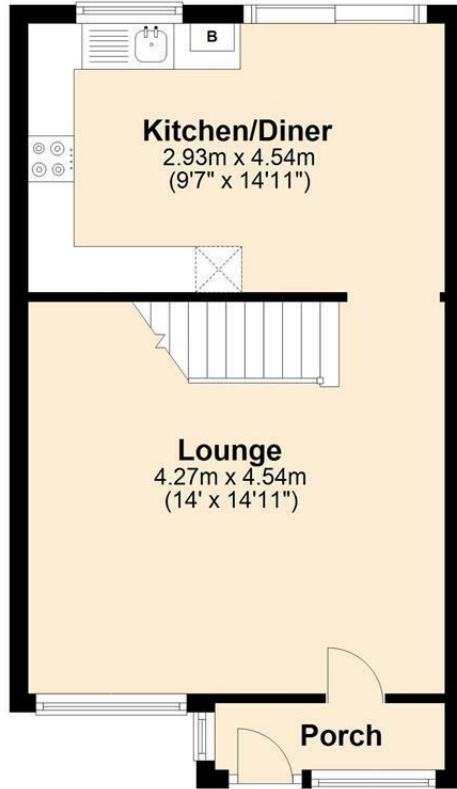 B
Kitchen/Diner
2.93m x 4.54m
(9'7" x 14'11")
Lounge
4.27m x 4.54m
(14' x 14'11")
Porch